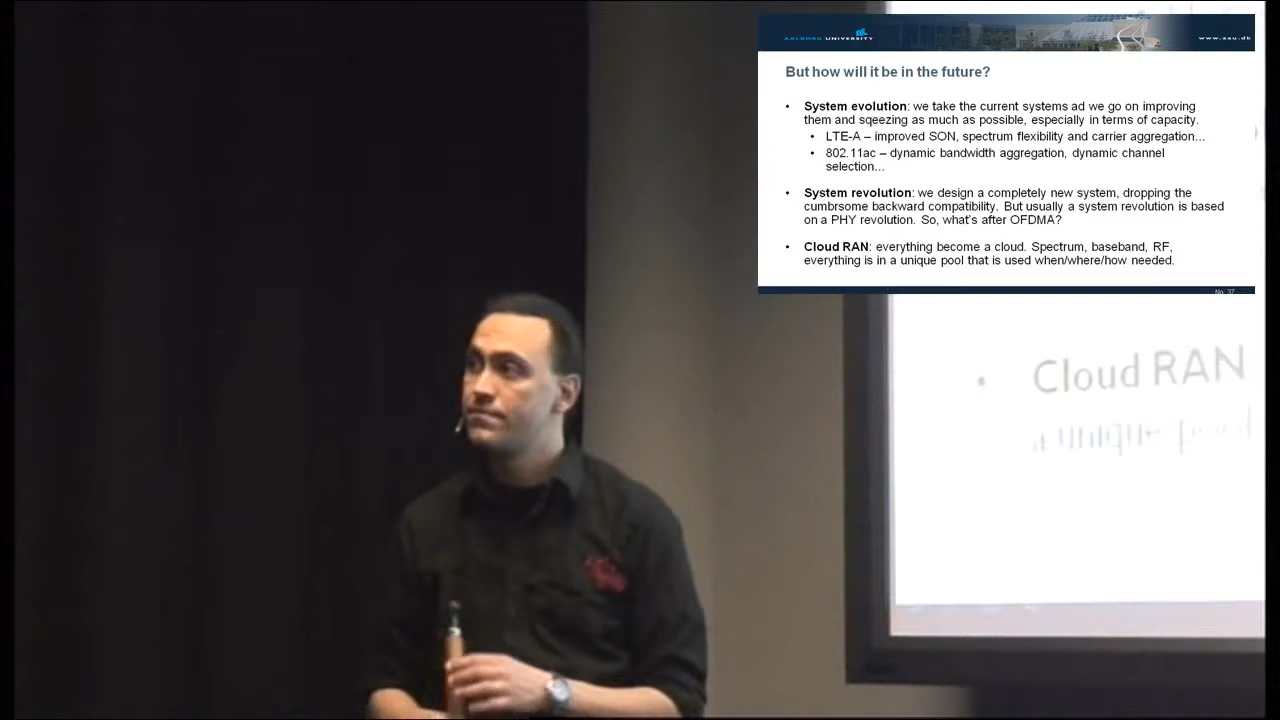 AALBORG UNIVERSITY
www.aau.dk
But how will it be in the future?
• System evolution: we take the current systems ad we go on improving
them and sqeezing as much as possible, especially in terms of capacity.
• LTE-A – improved SON, spectrum flexibility and carrier aggregation…
• 802.11ac – dynamic bandwidth aggregation, dynamic channel
selection…
• System revolution: we design a completely new system, dropping the
cumbrsome backward compatibility. But usually a system revolution is based
on a PHY revolution. So, what's after OFDMA?
• Cloud RAN: everything become a cloud. Spectrum, baseband, RF,
everything is in a unique pool that is used when/where/how needed.
No. 37
• Cloud RAN
a unique pool